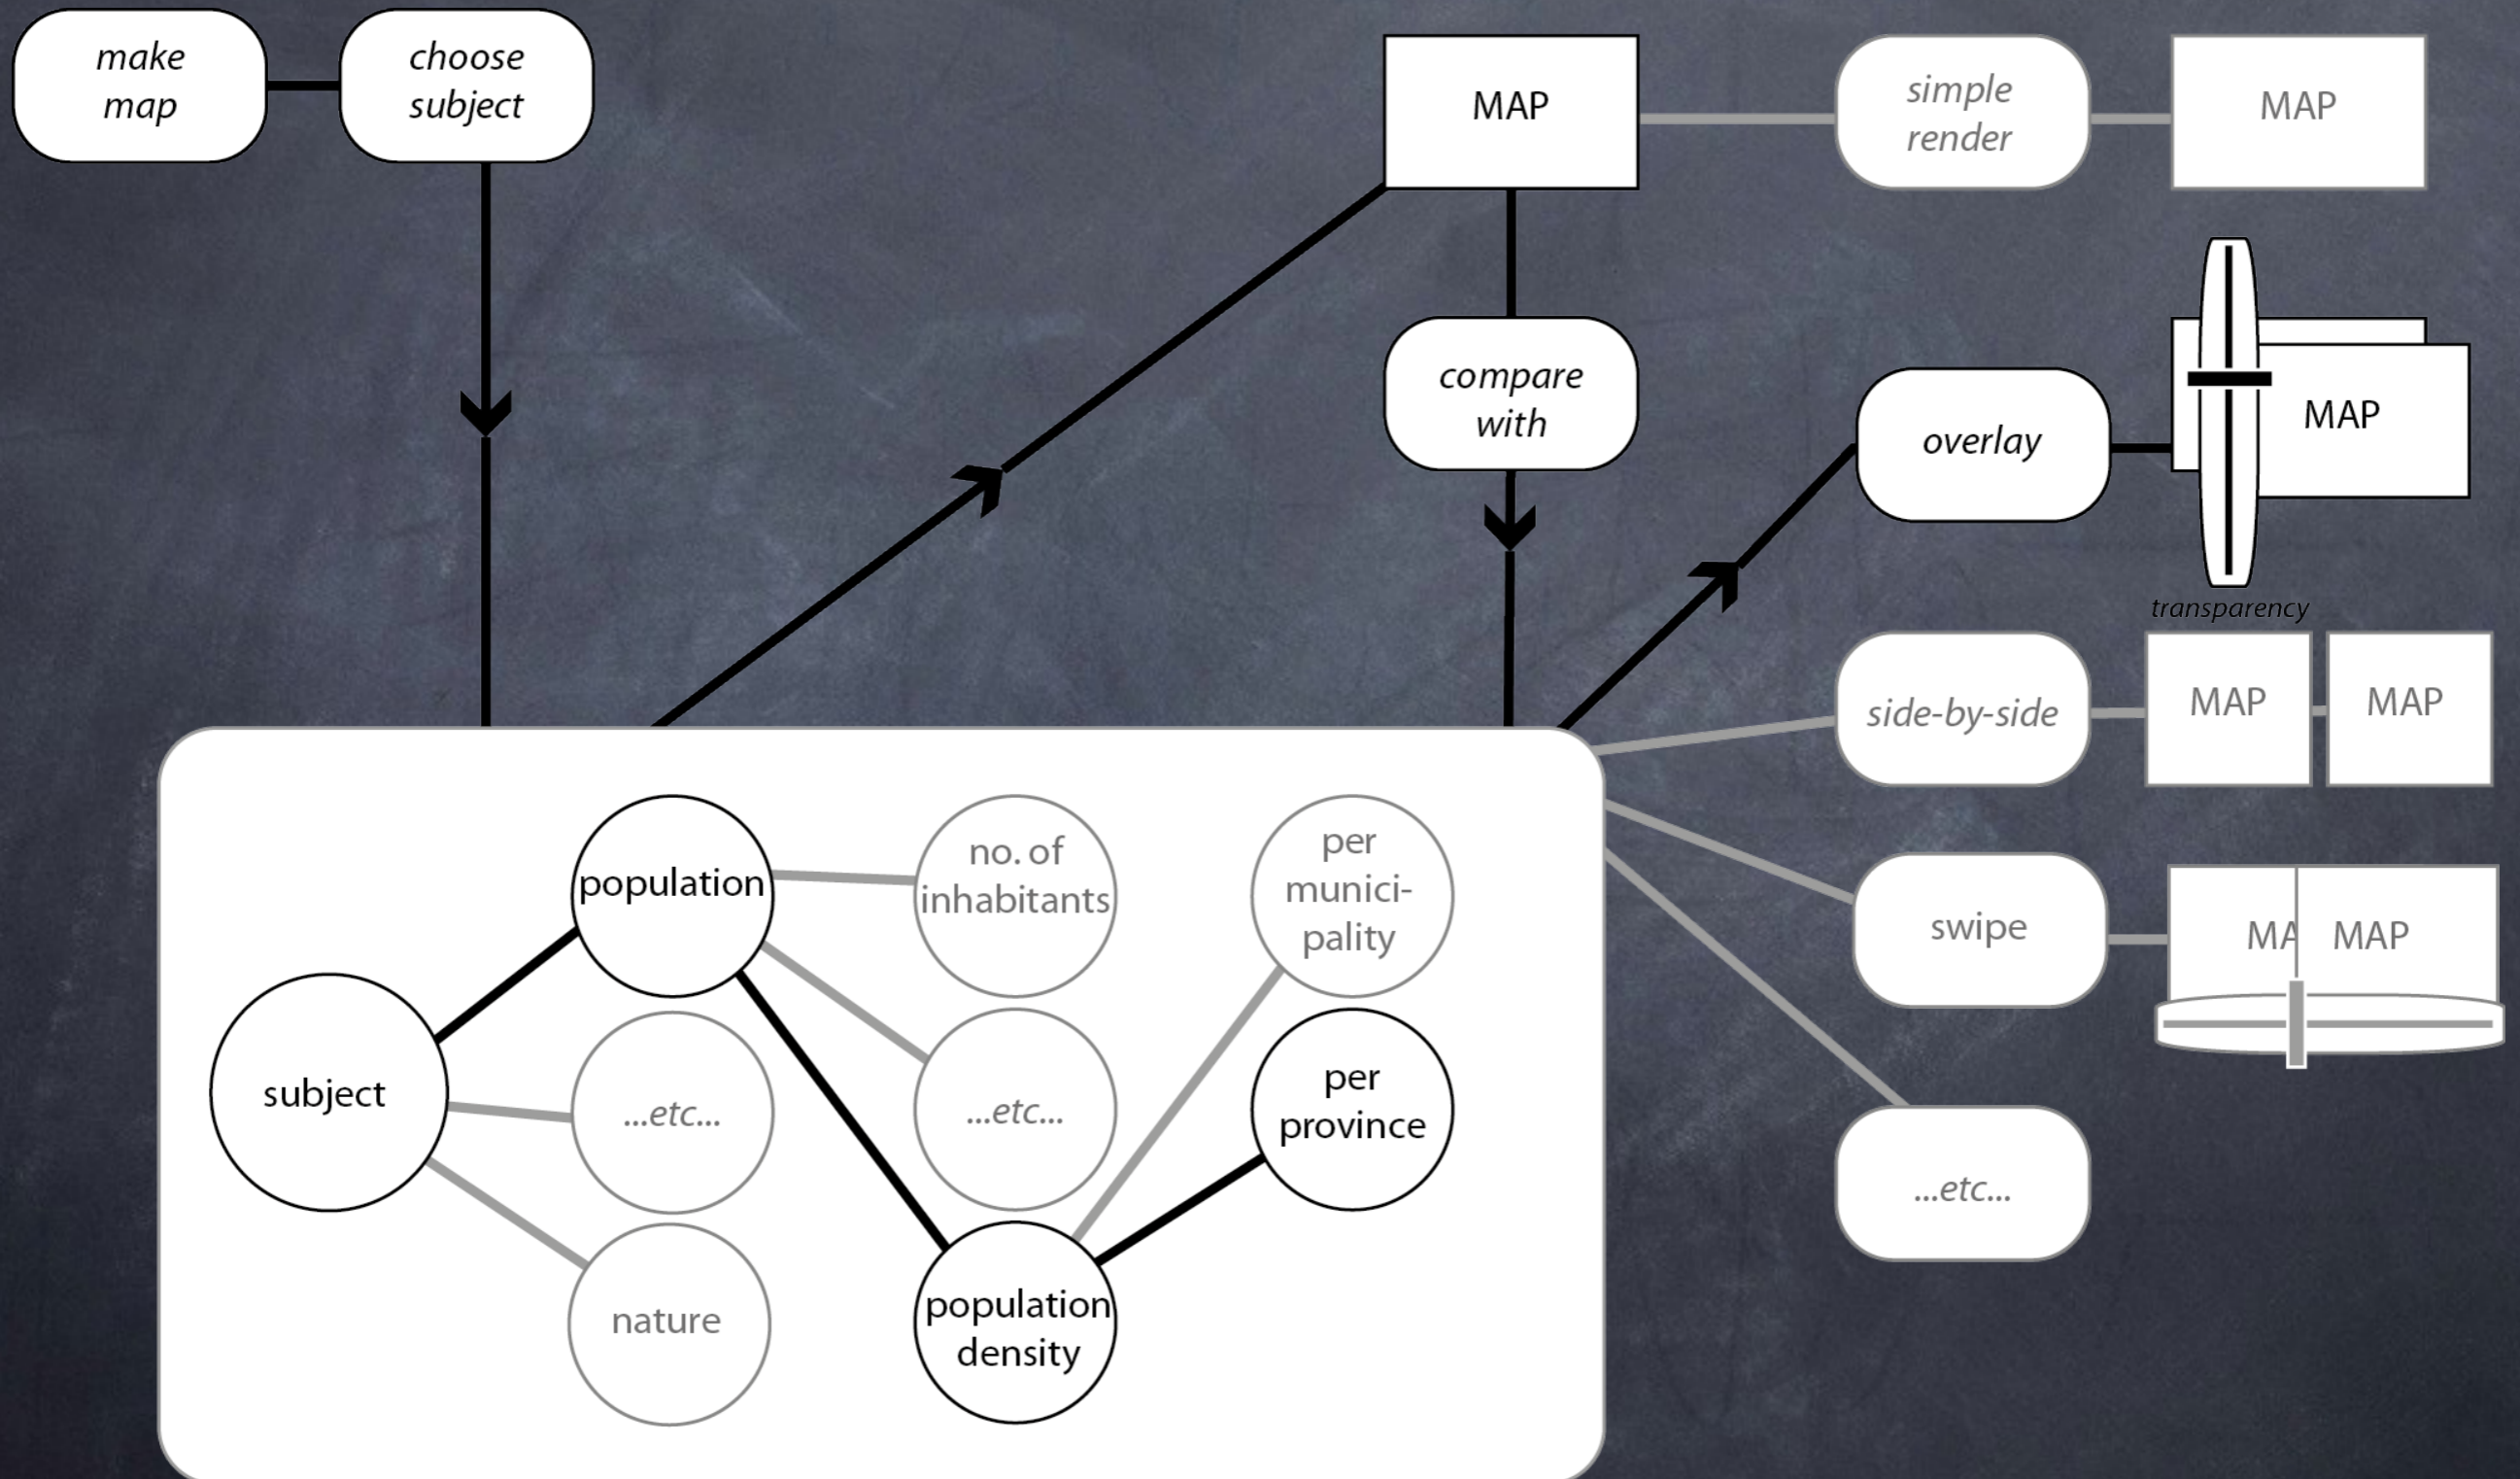 make
map
choose
subject
MAP
simple
render
MAP
compare
with
overlay
MAP
transparency
side-by-side
MAP
MAP
swipe
MA
MAP
...etc...
subject
population
...etc...
nature
no. of
inhabitants
...etc...
population
density
per
munici-
pality
per
province